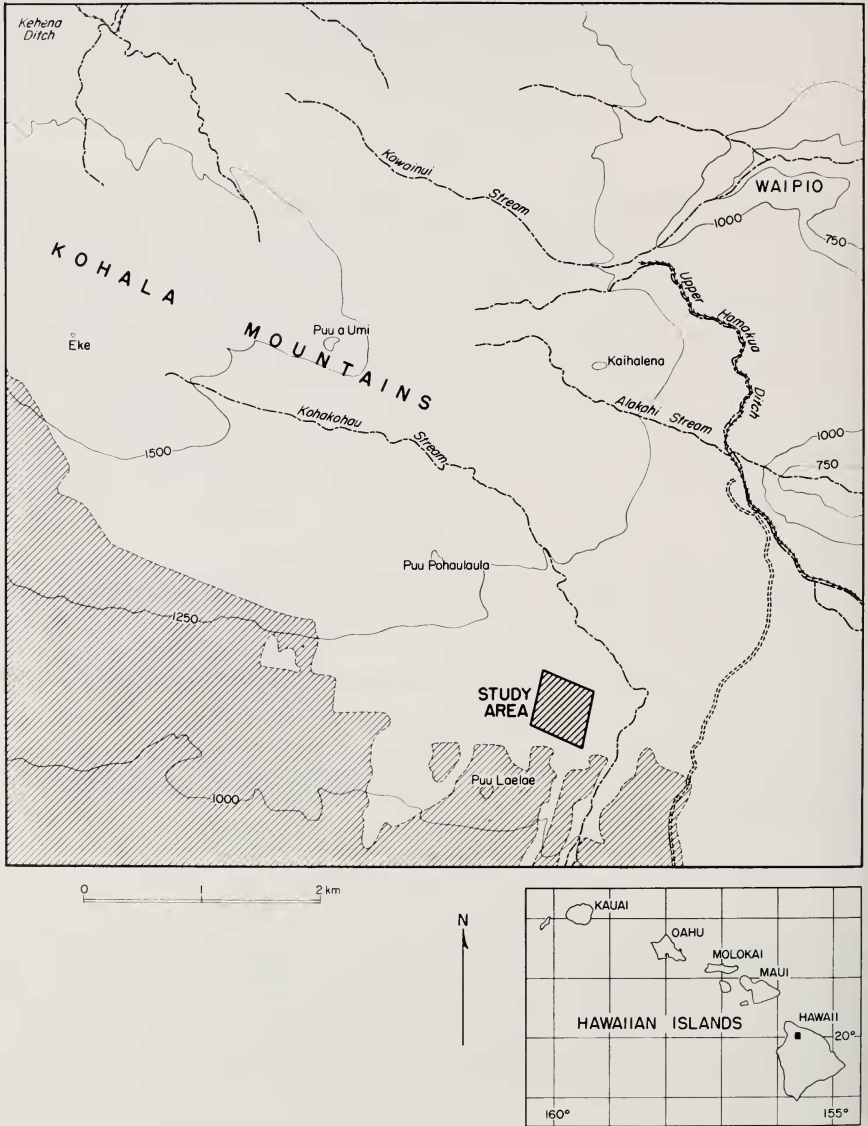 Kehena
Ditch
Kawainui
Stream
WAIPIO
1000
750
KOHALA
MOUNTAINS
Upper
Hamakua
Ditch
Puu a Umi
Eke
Kaihalena
Kohakohau
Stream
Alakahi Stream
1500
1000
750
Puu Pohaulaula
1250
STUDY
AREA
Puu Laelae
1000
0 1 2 km
N
KAUAI
OAHU
MOLOKAI
MAUI
HAWAII
HAWAIIAN ISLANDS
20°
160° 155°